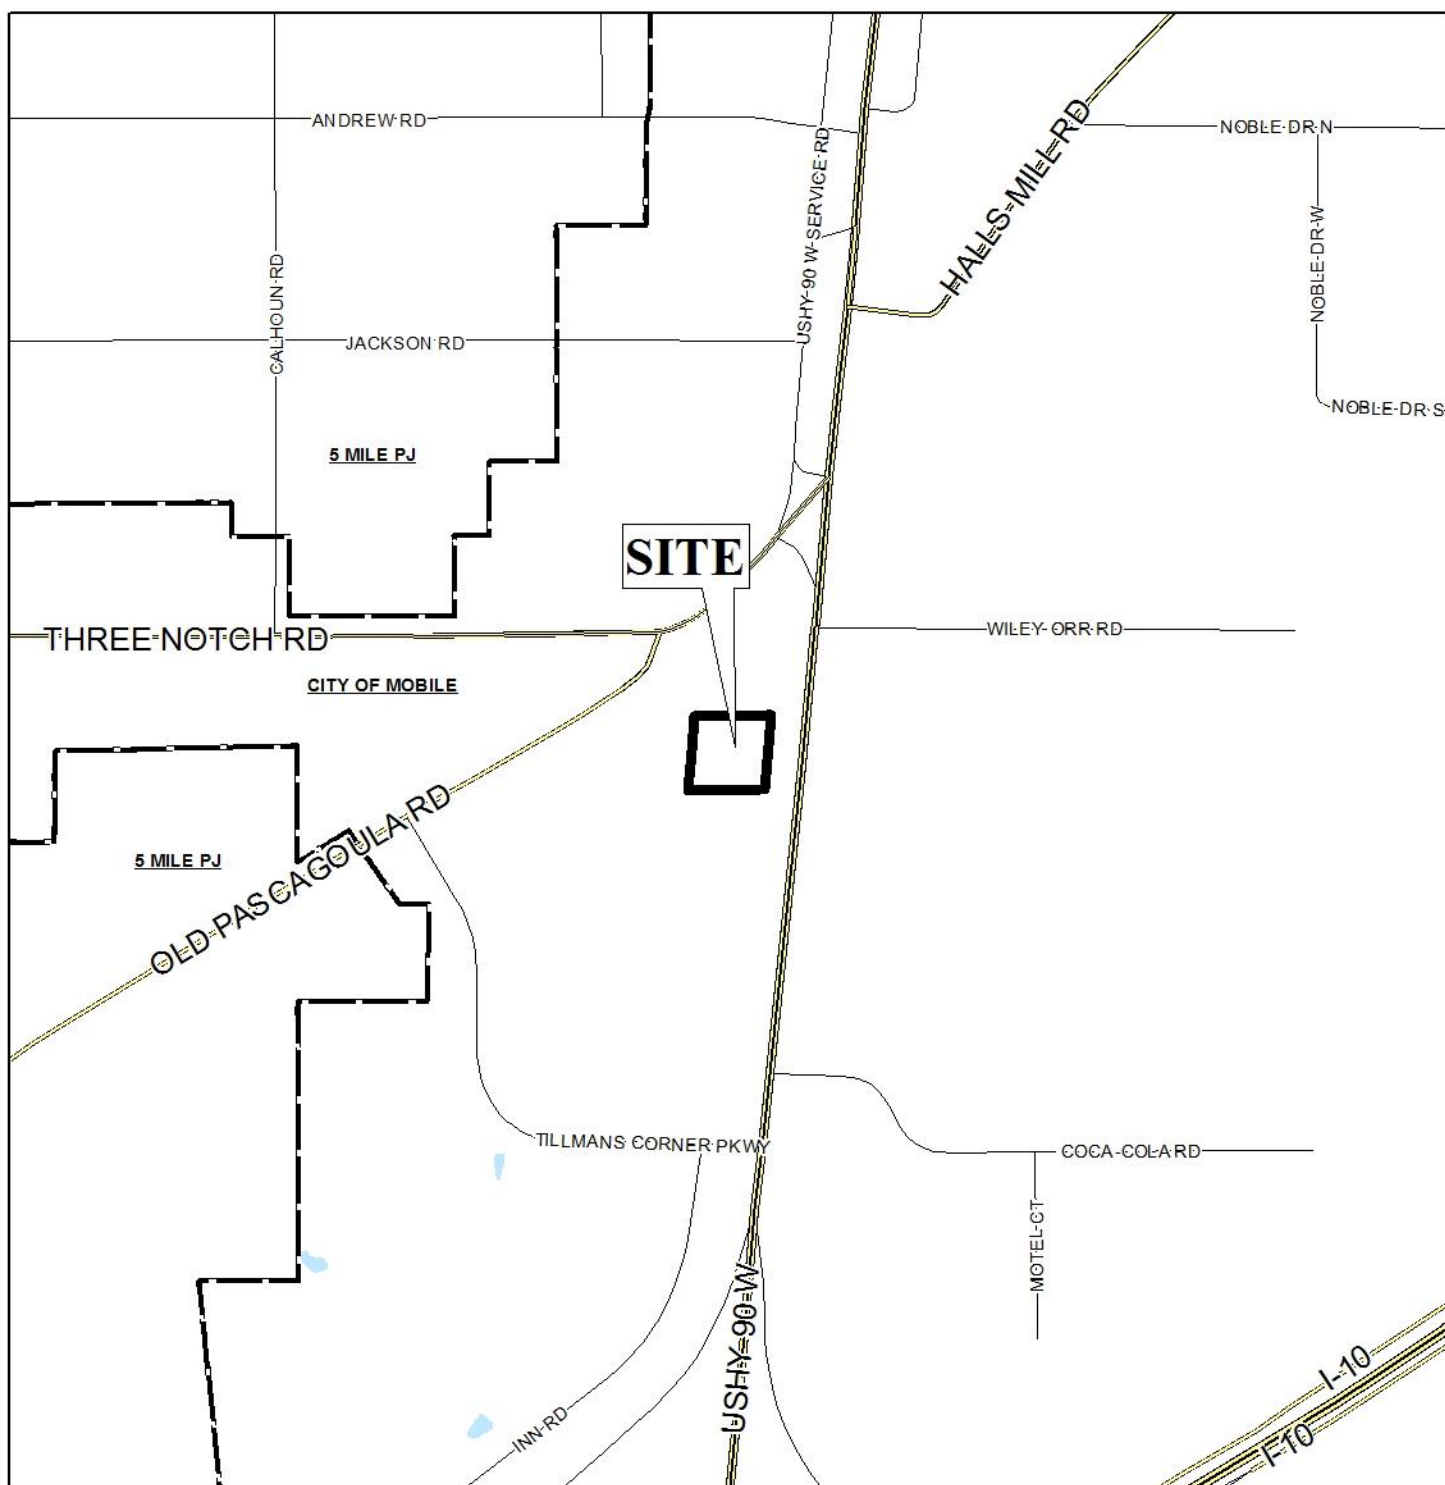 ANDREW RD
NOBLE DR N
HALLS MILL RD
USHY 90 W SERVICE RD
NOBLE DR W
CALHOUN RD
JACKSON RD
NOBLE DR S
5 MILE PJ
SITE
THREE NOTCH RD
WILEY ORR RD
CITY OF MOBILE
OLD PASCAGOULA RD
5 MILE PJ
TILLMANS CORNER PKWY
COCA COLA RD
MOTEL CT
USHY 90 W
I-10
INN RD
I-10